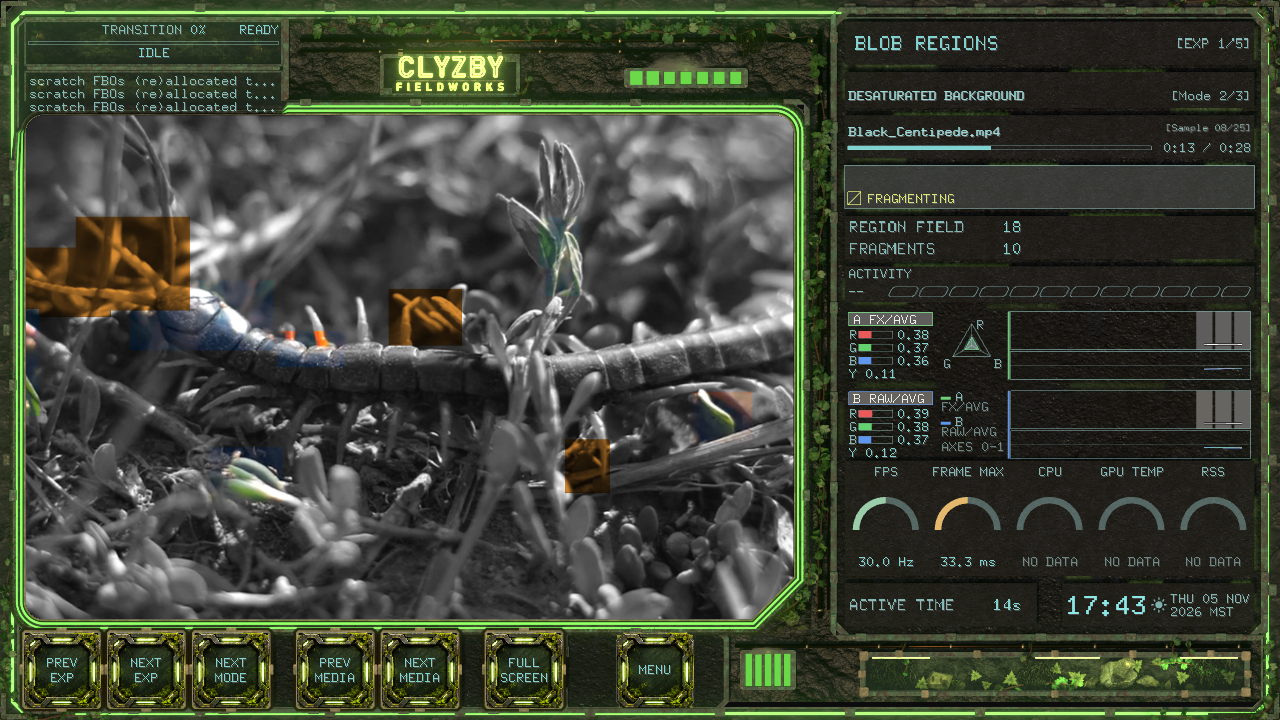 TRANSITION 0% READY
IDLE
scratch FBOs (re)allocated t...
scratch FBOs (re)allocated t...
scratch FBOs (re)allocated t...
CLYZBY
FIELDWORKS
BLOB REGIONS [EXP 1/5]
DESATURATED BACKGROUND [Mode 2/3]
Black_Centipede.mp4 [Sample 08/25]
0:13 / 0:28
FRAGMENTING
REGION FIELD 18
FRAGMENTS 10
ACTIVITY
--
A FX/AVG
R 0.38
G 0.37
B 0.36
Y 0.11
R
G B
B RAW/AVG
R 0.39
G 0.38
B 0.37
Y 0.12
A
FX/AVG
B
RAW/AVG
AXES 0-1
FPS FRAME MAX CPU GPU TEMP RSS
30.0 Hz 33.3 ms NO DATA NO DATA NO DATA
ACTIVE TIME 14s
17:43 THU 05 NOV
2026 MST
PREV EXP
NEXT EXP
NEXT MODE
PREV MEDIA
NEXT MEDIA
FULL SCREEN
MENU